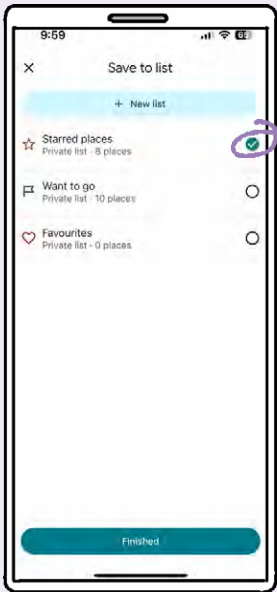 9:59
Save to list
+ New list
Starred places
Private list - 8 places
Want to go
Private list - 10 places
Favourites
Private list - 0 places
Finished